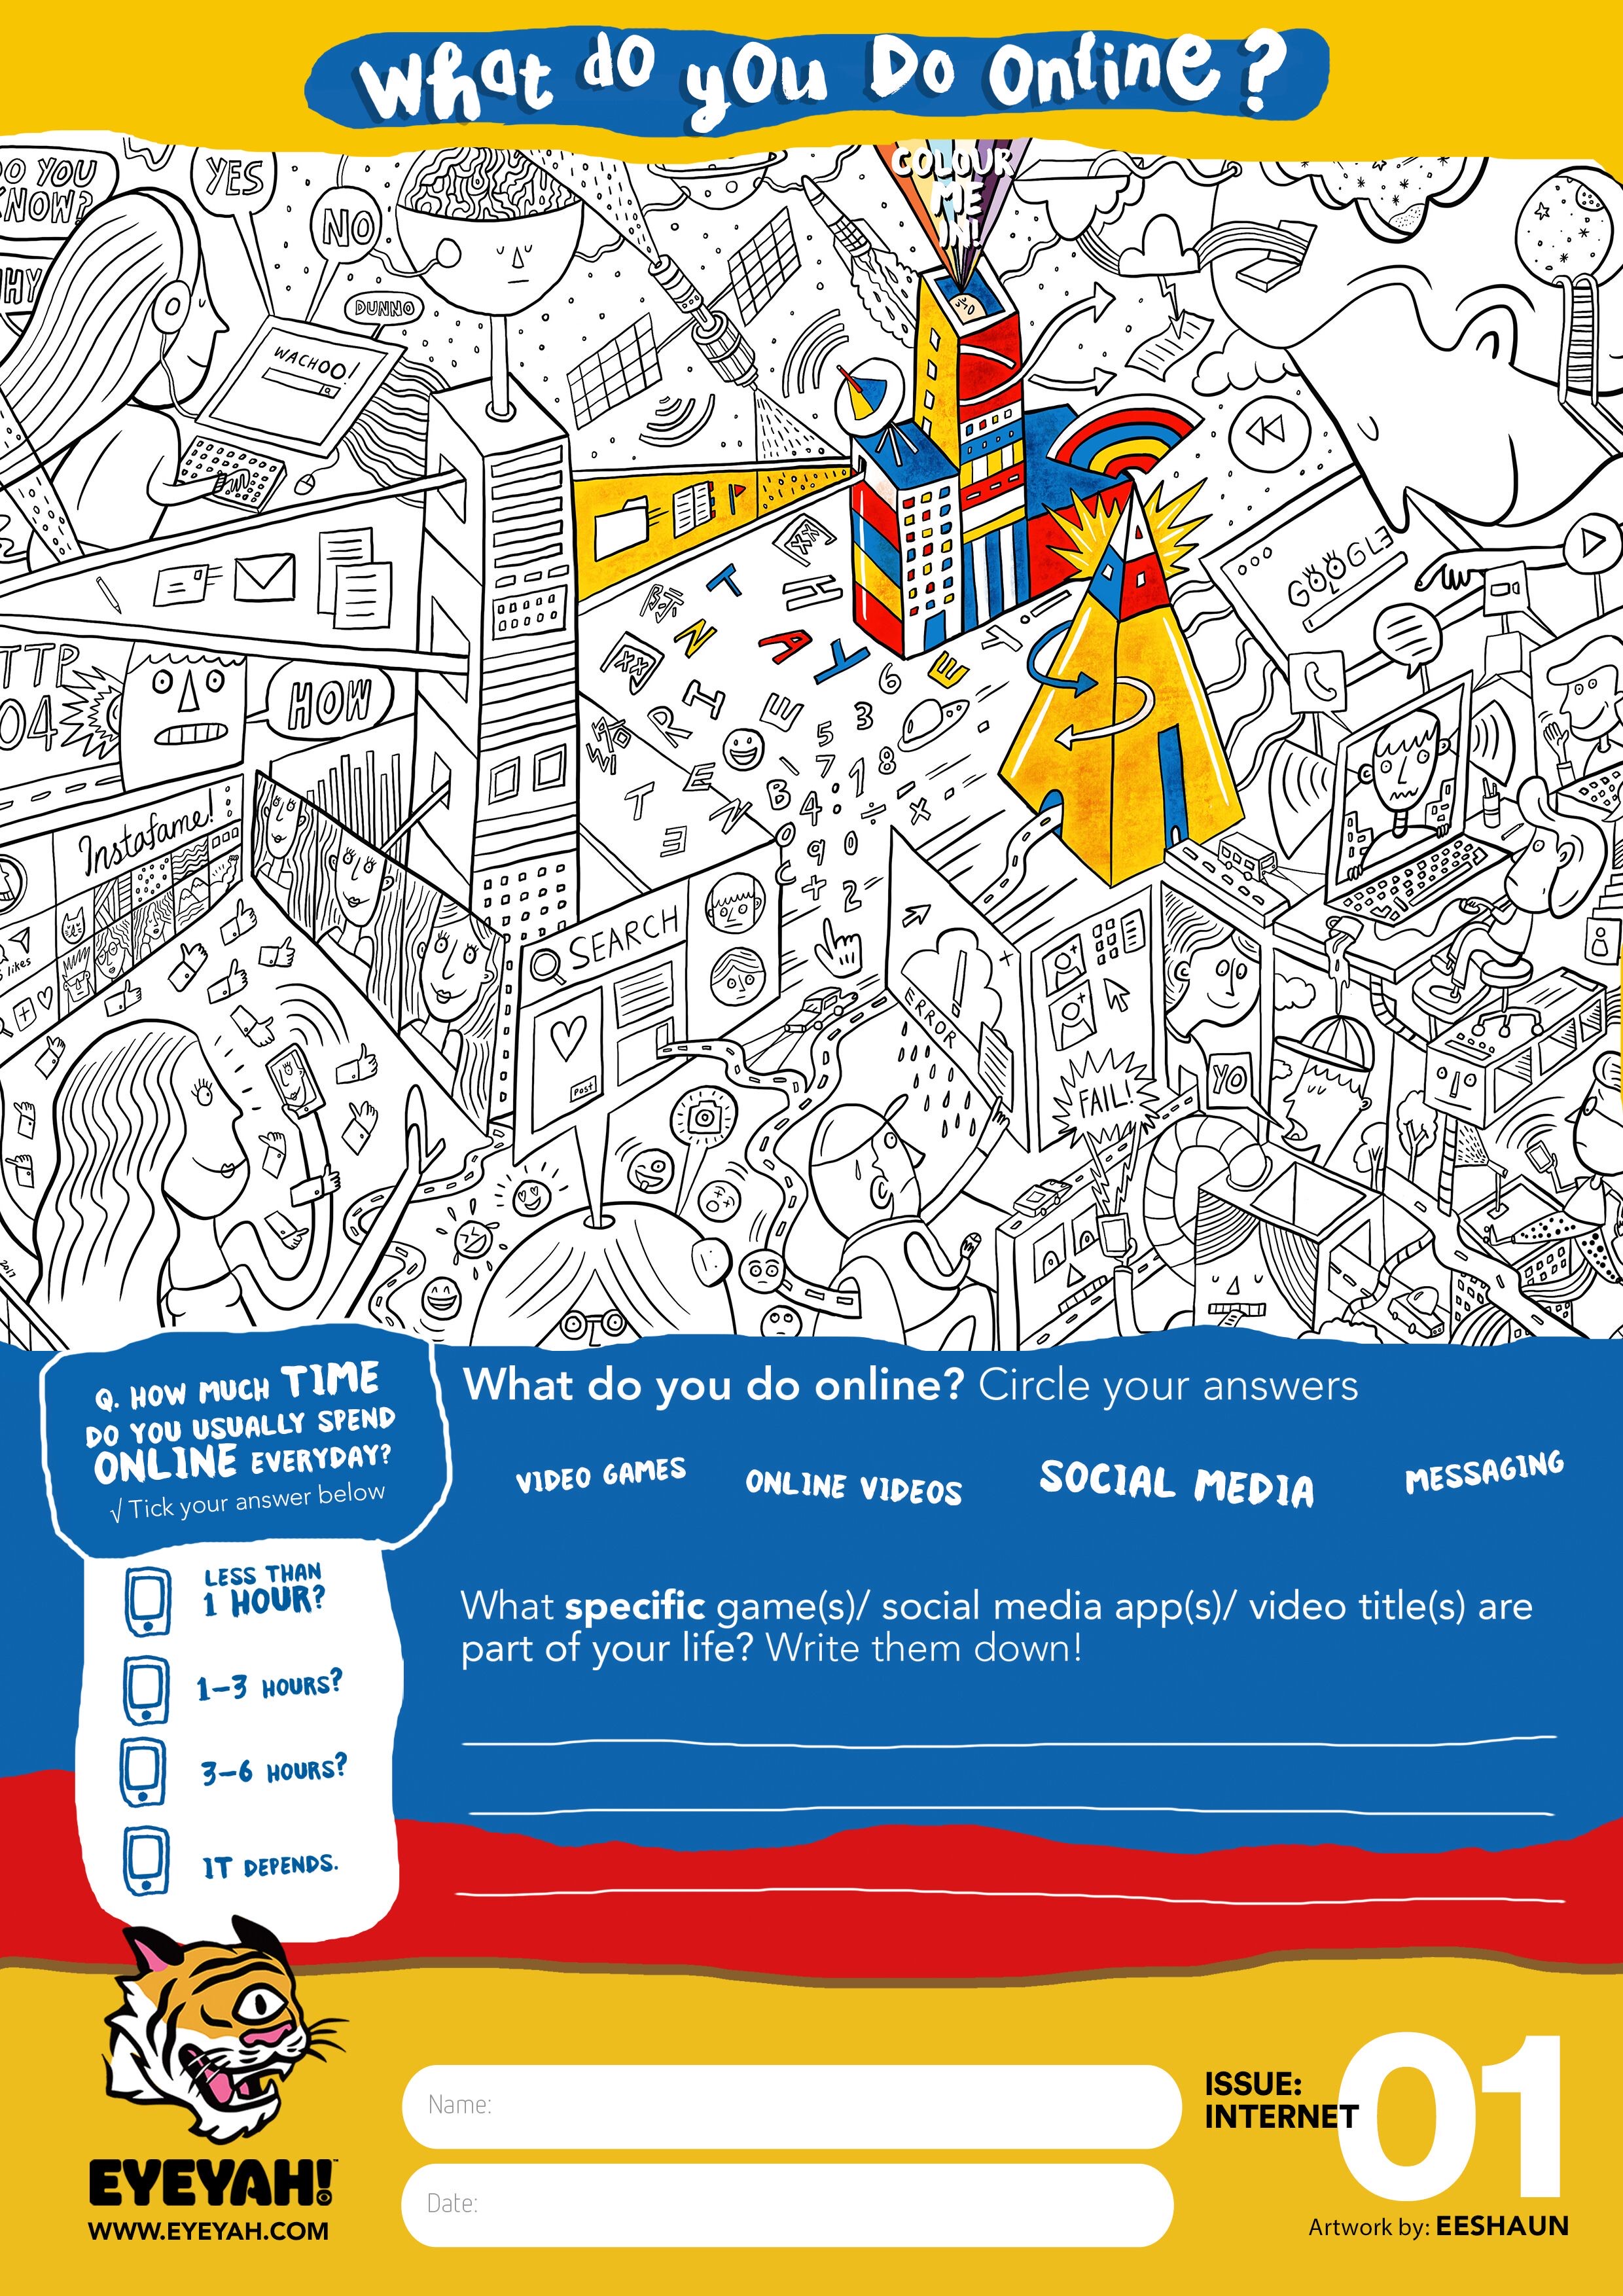 What do you Do Online?
COLOUR
ME
IN!
DO YOU
KNOW?
YES
NO
DUNNO
WACHOO!
GOOGLE
HOW
TTP
04
Instafame!
likes
SEARCH
Post
ERROR
FAIL!
YO
2017
Q. HOW MUCH TIME
DO YOU USUALLY SPEND
ONLINE EVERYDAY?
√ Tick your answer below
LESS THAN
1 HOUR?
1-3 HOURS?
3-6 HOURS?
IT DEPENDS.
What do you do online? Circle your answers
VIDEO GAMES
ONLINE VIDEOS
SOCIAL MEDIA
MESSAGING
What specific game(s)/ social media app(s)/ video title(s) are
part of your life? Write them down!
EYEYAH!
WWW.EYEYAH.COM
Name:
Date:
ISSUE:
INTERNET
01
Artwork by: EESHAUN